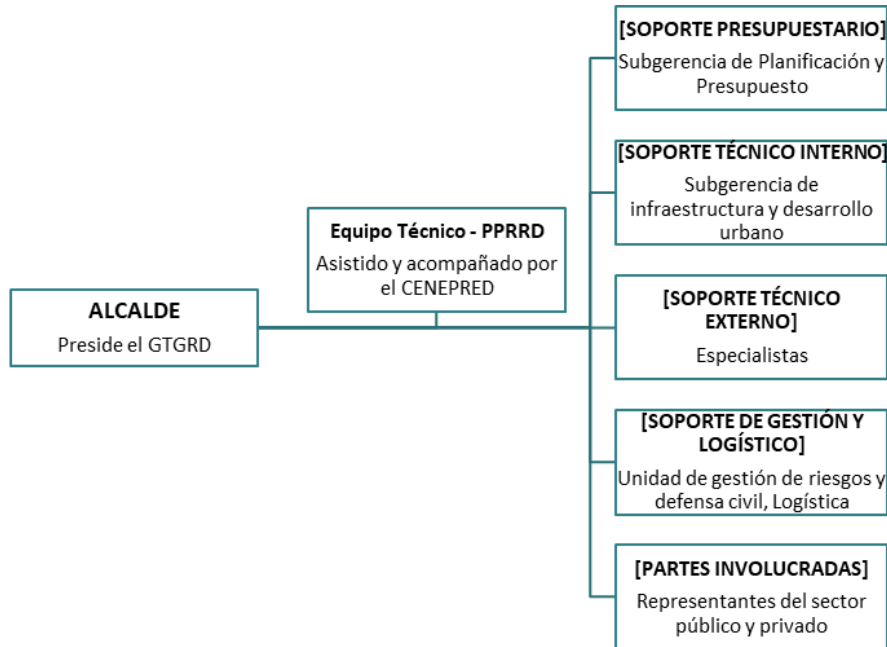 ALCALDE
Preside el GTGRD
Equipo Técnico - PPRRD
Asistido y acompañado por
el CENEPRED
[SOPORTE PRESUPUESTARIO]
Subgerencia de Planificación y
Presupuesto
[SOPORTE TÉCNICO INTERNO]
Subgerencia de
infraestructura y desarrollo
urbano
[SOPORTE TÉCNICO
EXTERNO]
Especialistas
[SOPORTE DE GESTIÓN Y
LOGÍSTICO]
Unidad de gestión de riesgos y
defensa civil, Logística
[PARTES INVOLUCRADAS]
Representantes del sector
público y privado